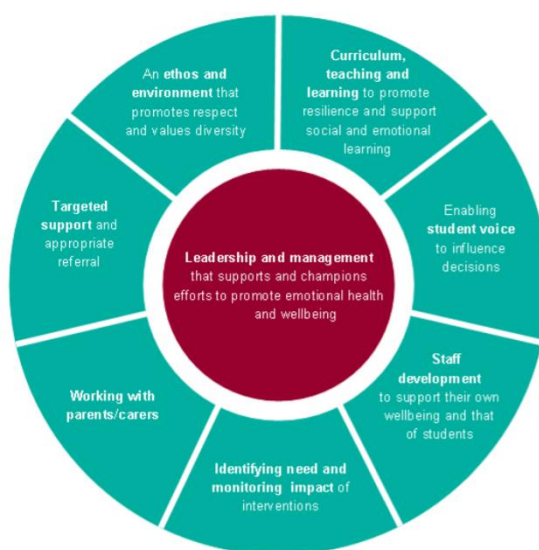 An ethos and
environment that
promotes respect
and values diversity
Curriculum,
teaching and
learning to promote
resilience and support
social and emotional
learning
Enabling
student voice
to influence
decisions
Staff
development
to support their own
wellbeing and that
of students
Identifying need and
monitoring impact of
interventions
Working with
parents/carers
Targeted
support and
appropriate
referral
Leadership and management
that supports and champions
efforts to promote emotional health
and wellbeing